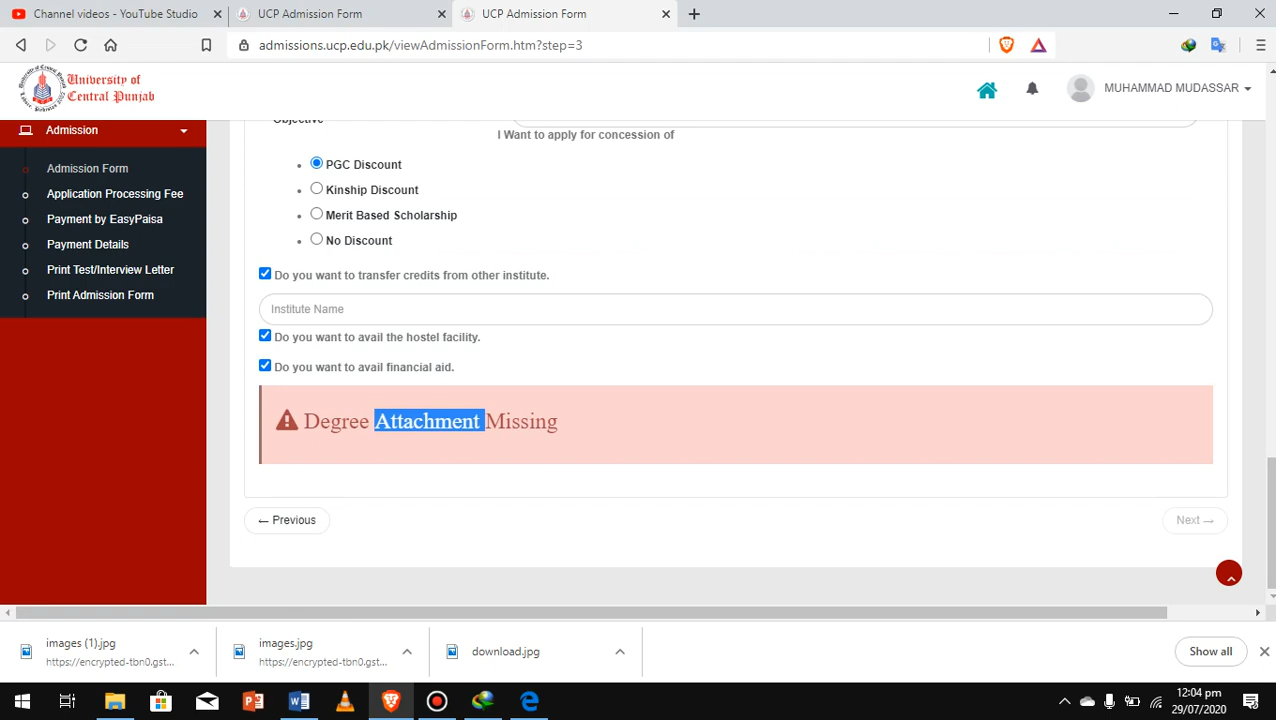 Channel videos - YouTube Studio
UCP Admission Form
UCP Admission Form
admissions.ucp.edu.pk/viewAdmissionForm.htm?step=3
University of
Central Punjab
MUHAMMAD MUDASSAR
Admission
Admission Form
Application Processing Fee
Payment by EasyPaisa
Payment Details
Print Test/Interview Letter
Print Admission Form
Objective
I Want to apply for concession of
PGC Discount
Kinship Discount
Merit Based Scholarship
No Discount
Do you want to transfer credits from other institute.
Institute Name
Do you want to avail the hostel facility.
Do you want to avail financial aid.
Degree Attachment Missing
← Previous
Next →
images (1).jpg
https://encrypted-tbn0.gst...
images.jpg
https://encrypted-tbn0.gst...
download.jpg
Show all
12:04 pm
29/07/2020